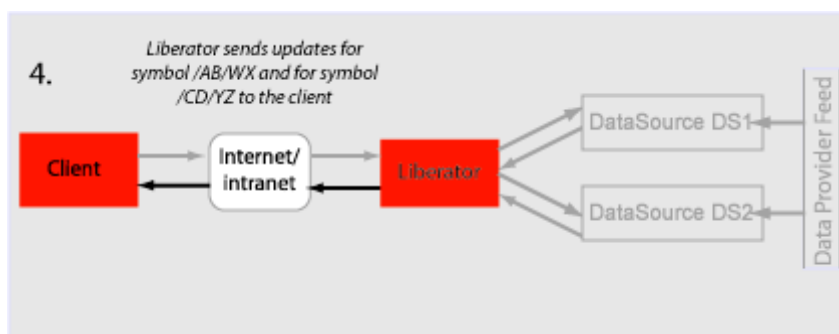 Liberator sends updates for
4.
symbol /AB/WX and for symbol
/CD/YZ to the client
Client
Internet/
intranet
Liberator
DataSource DS1
DataSource DS2
Data Provider Feed